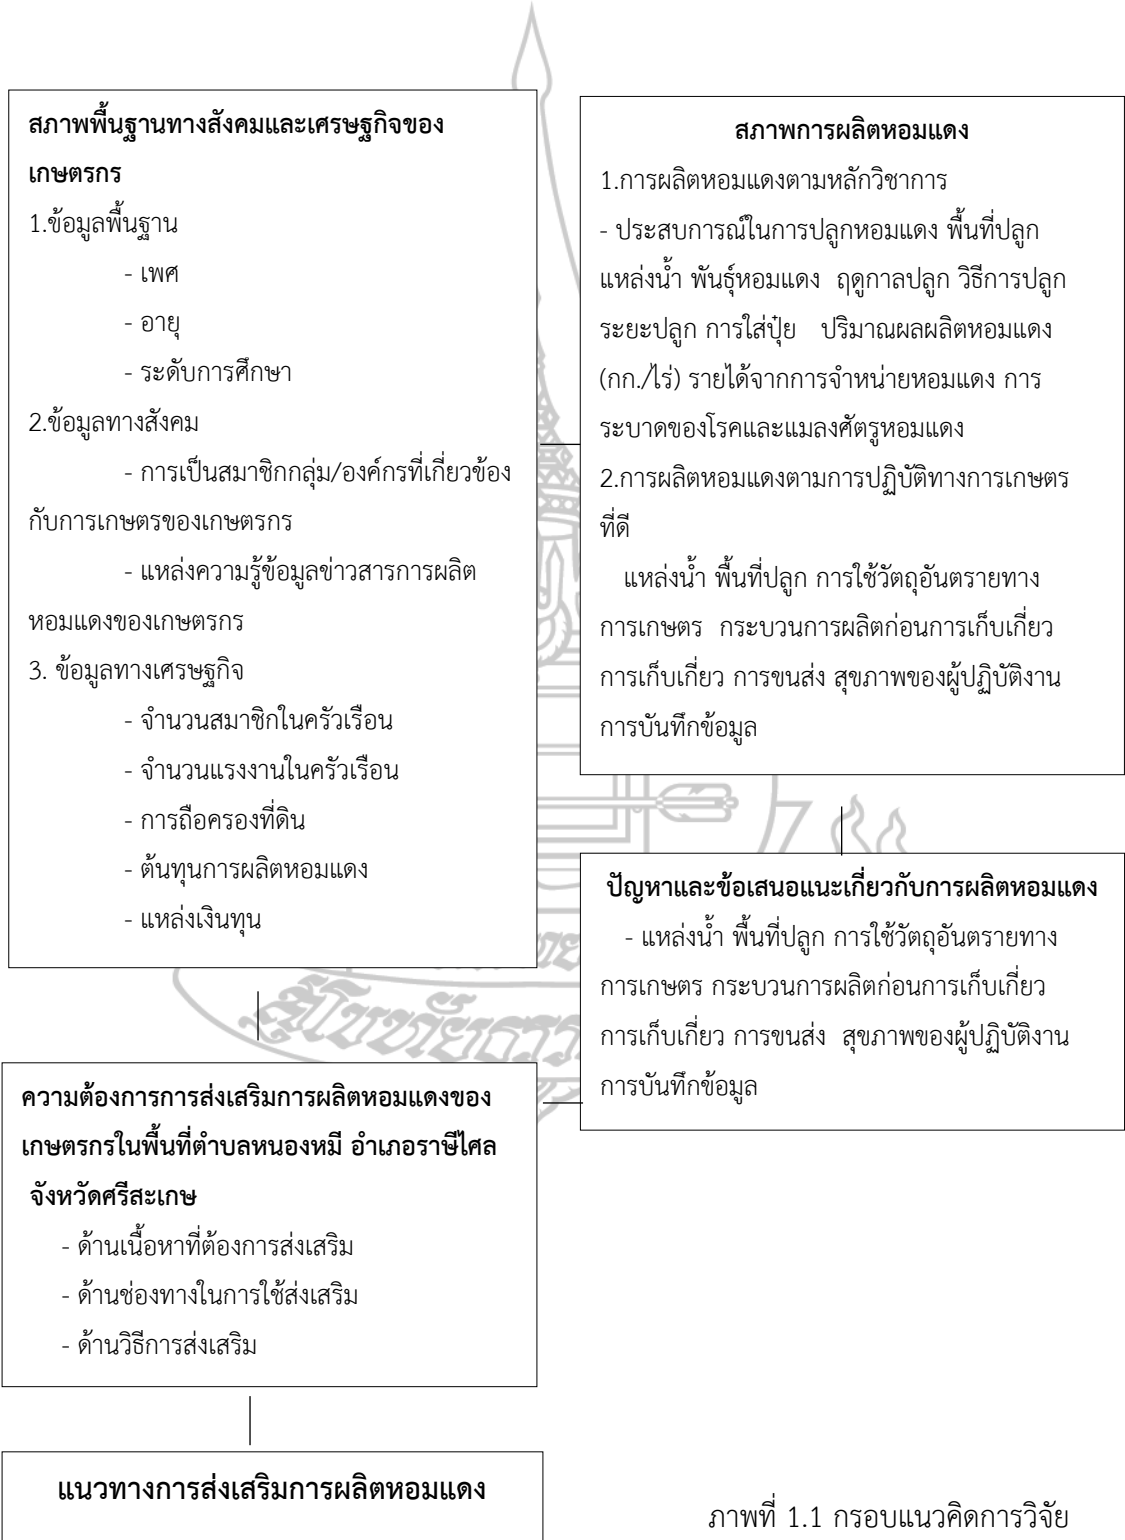 สภาพพื้นฐานทางสังคมและเศรษฐกิจของ
เกษตรกร
1.ข้อมูลพื้นฐาน
- เพศ
- อายุ
- ระดับการศึกษา
2.ข้อมูลทางสังคม
- การเป็นสมาชิกกลุ่ม/องค์กรที่เกี่ยวข้อง
กับการเกษตรของเกษตรกร
- แหล่งความรู้ข้อมูลข่าวสารการผลิต
หอมแดงของเกษตรกร
3. ข้อมูลทางเศรษฐกิจ
- จำนวนสมาชิกในครัวเรือน
- จำนวนแรงงานในครัวเรือน
- การถือครองที่ดิน
- ต้นทุนการผลิตหอมแดง
- แหล่งเงินทุน
สภาพการผลิตหอมแดง
1.การผลิตหอมแดงตามหลักวิชาการ
- ประสบการณ์ในการปลูกหอมแดง พื้นที่ปลูก
แหล่งน้ำ พันธุ์หอมแดง ฤดูกาลปลูก วิธีการปลูก
ระยะปลูก การใส่ปุ๋ย ปริมาณผลผลิตหอมแดง
(กก./ไร่) รายได้จากการจำหน่ายหอมแดง การ
ระบาดของโรคและแมลงศัตรูหอมแดง
2.การผลิตหอมแดงตามการปฏิบัติทางการเกษตร
ที่ดี
แหล่งน้ำ พื้นที่ปลูก การใช้วัตถุอันตรายทาง
การเกษตร กระบวนการผลิตก่อนการเก็บเกี่ยว
การเก็บเกี่ยว การขนส่ง สุขภาพของผู้ปฏิบัติงาน
การบันทึกข้อมูล
ปัญหาและข้อเสนอแนะเกี่ยวกับการผลิตหอมแดง
- แหล่งน้ำ พื้นที่ปลูก การใช้วัตถุอันตรายทาง
การเกษตร กระบวนการผลิตก่อนการเก็บเกี่ยว
การเก็บเกี่ยว การขนส่ง สุขภาพของผู้ปฏิบัติงาน
การบันทึกข้อมูล
ความต้องการการส่งเสริมการผลิตหอมแดงของ
เกษตรกรในพื้นที่ตำบลหนองหมี อำเภอราษีไศล
จังหวัดศรีสะเกษ
- ด้านเนื้อหาที่ต้องการส่งเสริม
- ด้านช่องทางในการใช้ส่งเสริม
- ด้านวิธีการส่งเสริม
แนวทางการส่งเสริมการผลิตหอมแดง
ภาพที่ 1.1 กรอบแนวคิดการวิจัย